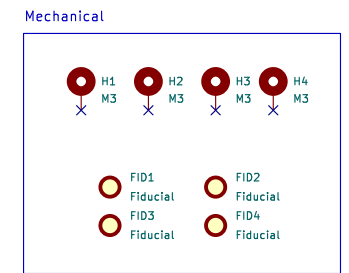 Mechanical
H1 H2 H3 H4
M3 M3 M3 M3
FID1 FID2
Fiducial Fiducial
FID3 FID4
Fiducial Fiducial